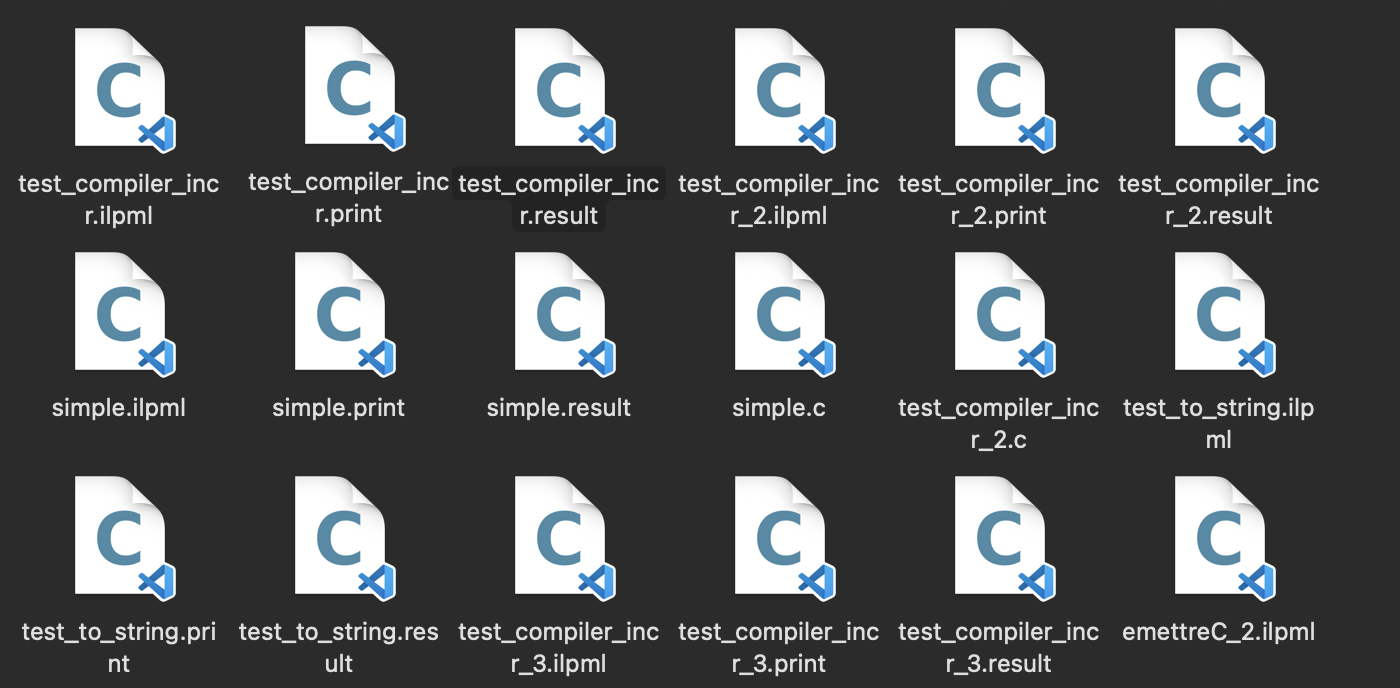 C
C
C
C
C
C
test_compiler_inc
r.ilpml
test_compiler_inc
r.print
test_compiler_inc
r.result
test_compiler_inc
r_2.ilpml
test_compiler_inc
r_2.print
test_compiler_inc
r_2.result
C
C
C
C
C
C
simple.ilpml
simple.print
simple.result
simple.c
test_compiler_inc
r_2.c
test_to_string.ilp
ml
C
C
C
C
C
C
test_to_string.pri
nt
test_to_string.res
ult
test_compiler_inc
r_3.ilpml
test_compiler_inc
r_3.print
test_compiler_inc
r_3.result
emettreC_2.ilpml